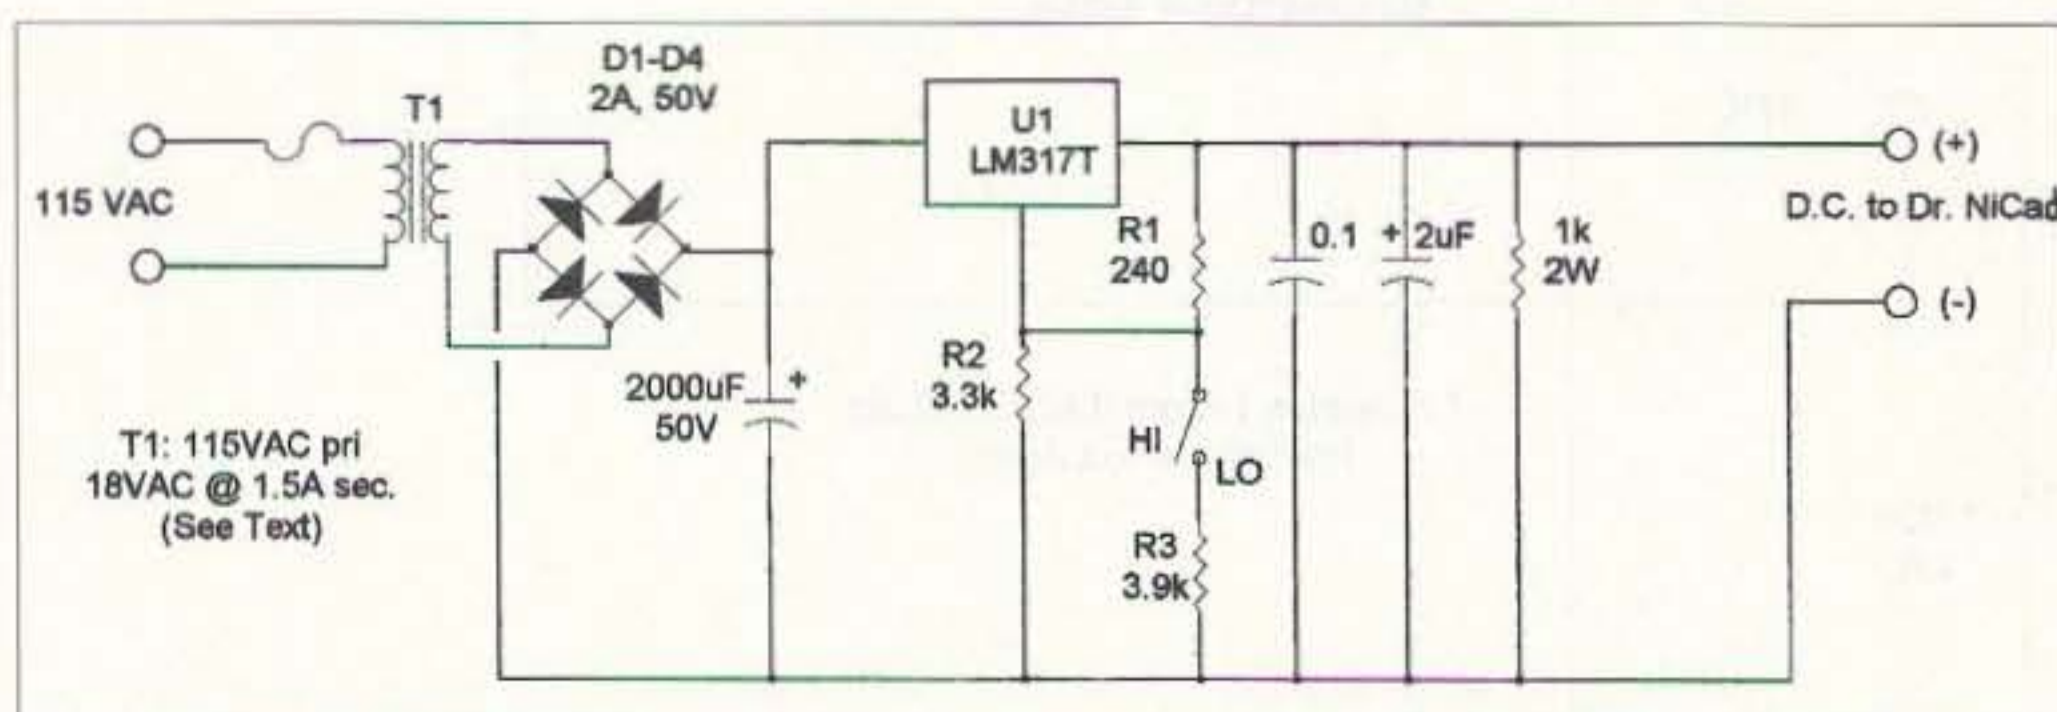 D1-D4
2A, 50V
T1
U1
LM317T
(+)
115 VAC
D.C. to Dr. NiCad
R1
240
0.1
+
2uF
1k
2W
(-)
2000uF
50V
+
R2
3.3k
HI
LO
T1: 115VAC pri
18VAC @ 1.5A sec.
(See Text)
R3
3.9k